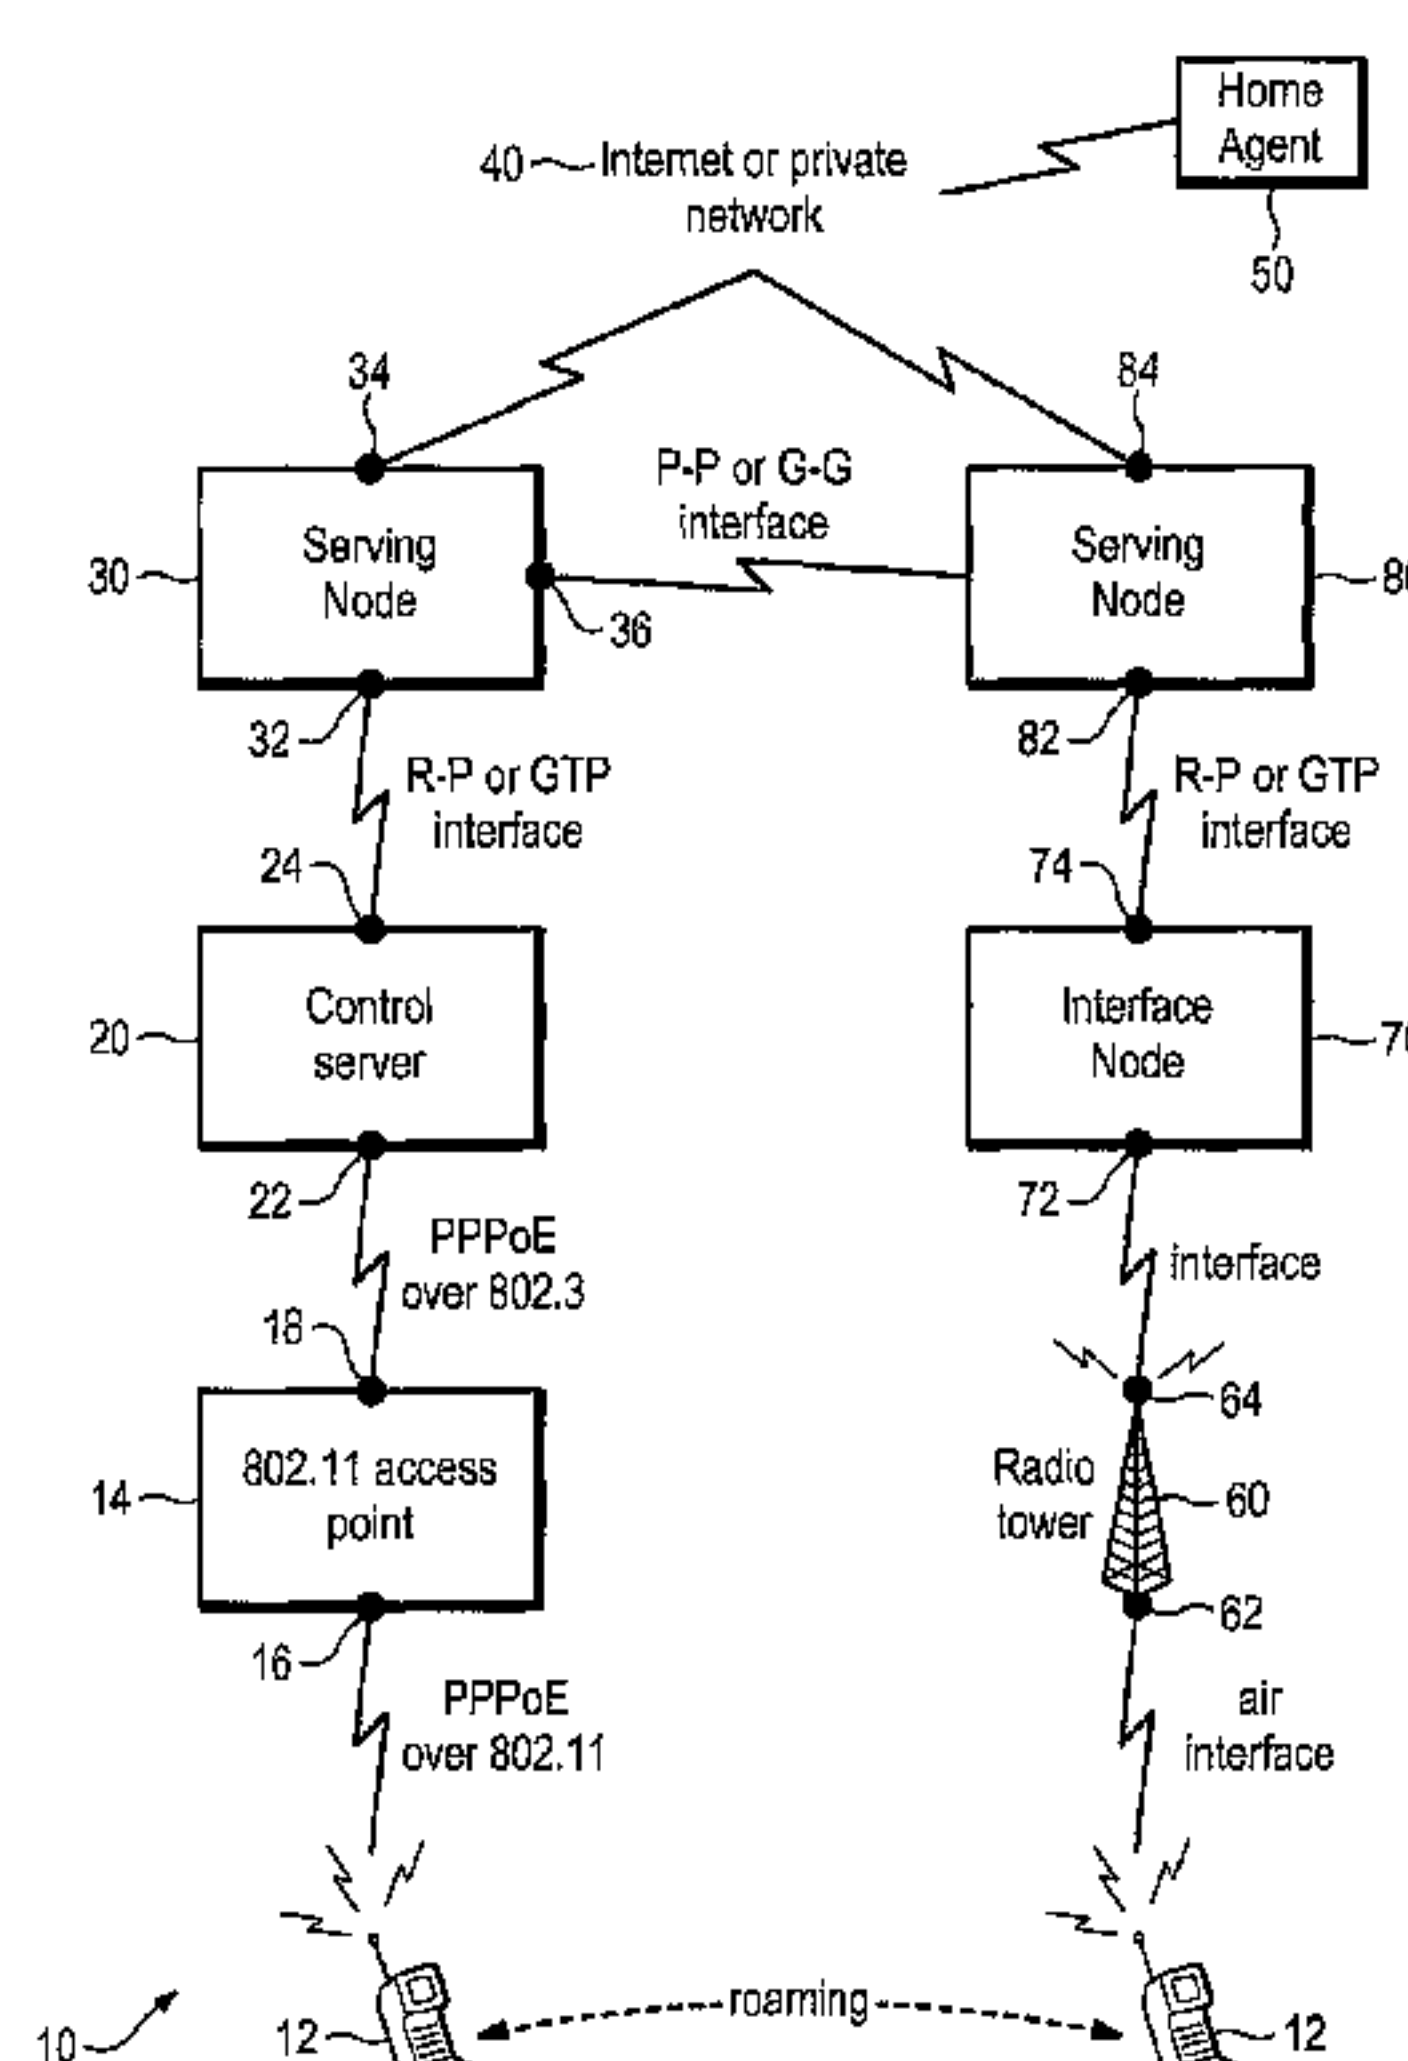 Home
Agent
40
Internet or private
network
50
34
84
P-P or G-G
interface
Serving
Node
Serving
Node
30
36
32
82
R-P or GTP
interface
R-P or GTP
interface
24
74
Control
server
Interface
Node
20
22
72
PPPoE
over 802.3
interface
18
64
802.11 access
point
Radio
tower
14
60
62
16
PPPoE
over 802.11
air
interface
roaming
10
12
12